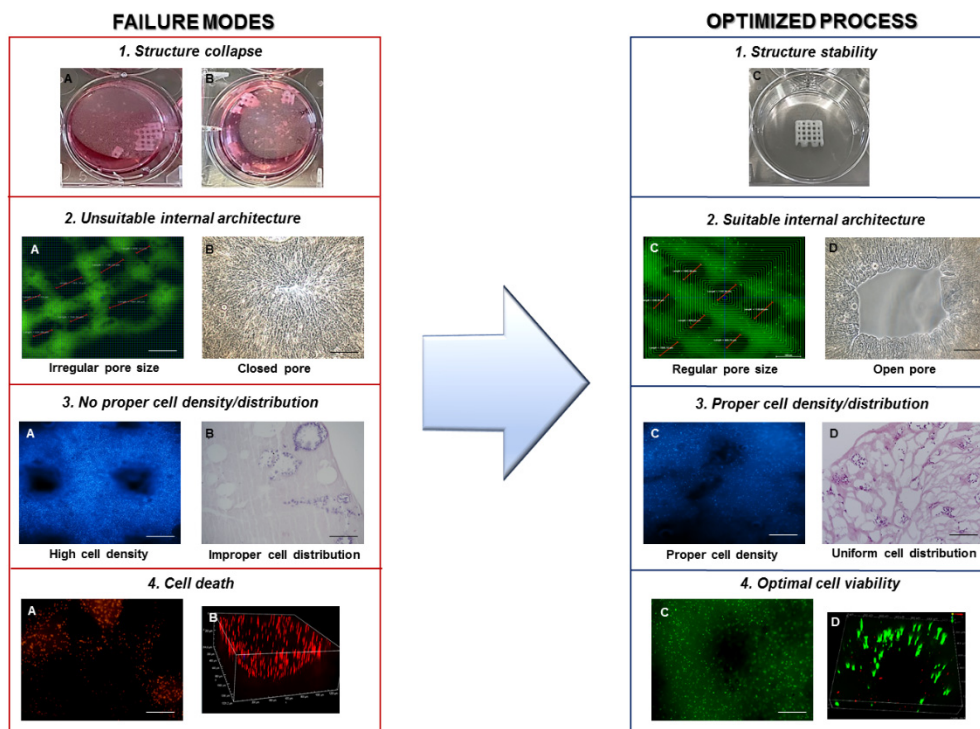 FAILURE MODES
1. Structure collapse
A
B
2. Unsuitable internal architecture
A
B
Irregular pore size
Closed pore
3. No proper cell density/distribution
A
B
High cell density
Improper cell distribution
4. Cell death
A
B
OPTIMIZED PROCESS
1. Structure stability
C
2. Suitable internal architecture
C
D
Regular pore size
Open pore
3. Proper cell density/distribution
C
D
Proper cell density
Uniform cell distribution
4. Optimal cell viability
C
D